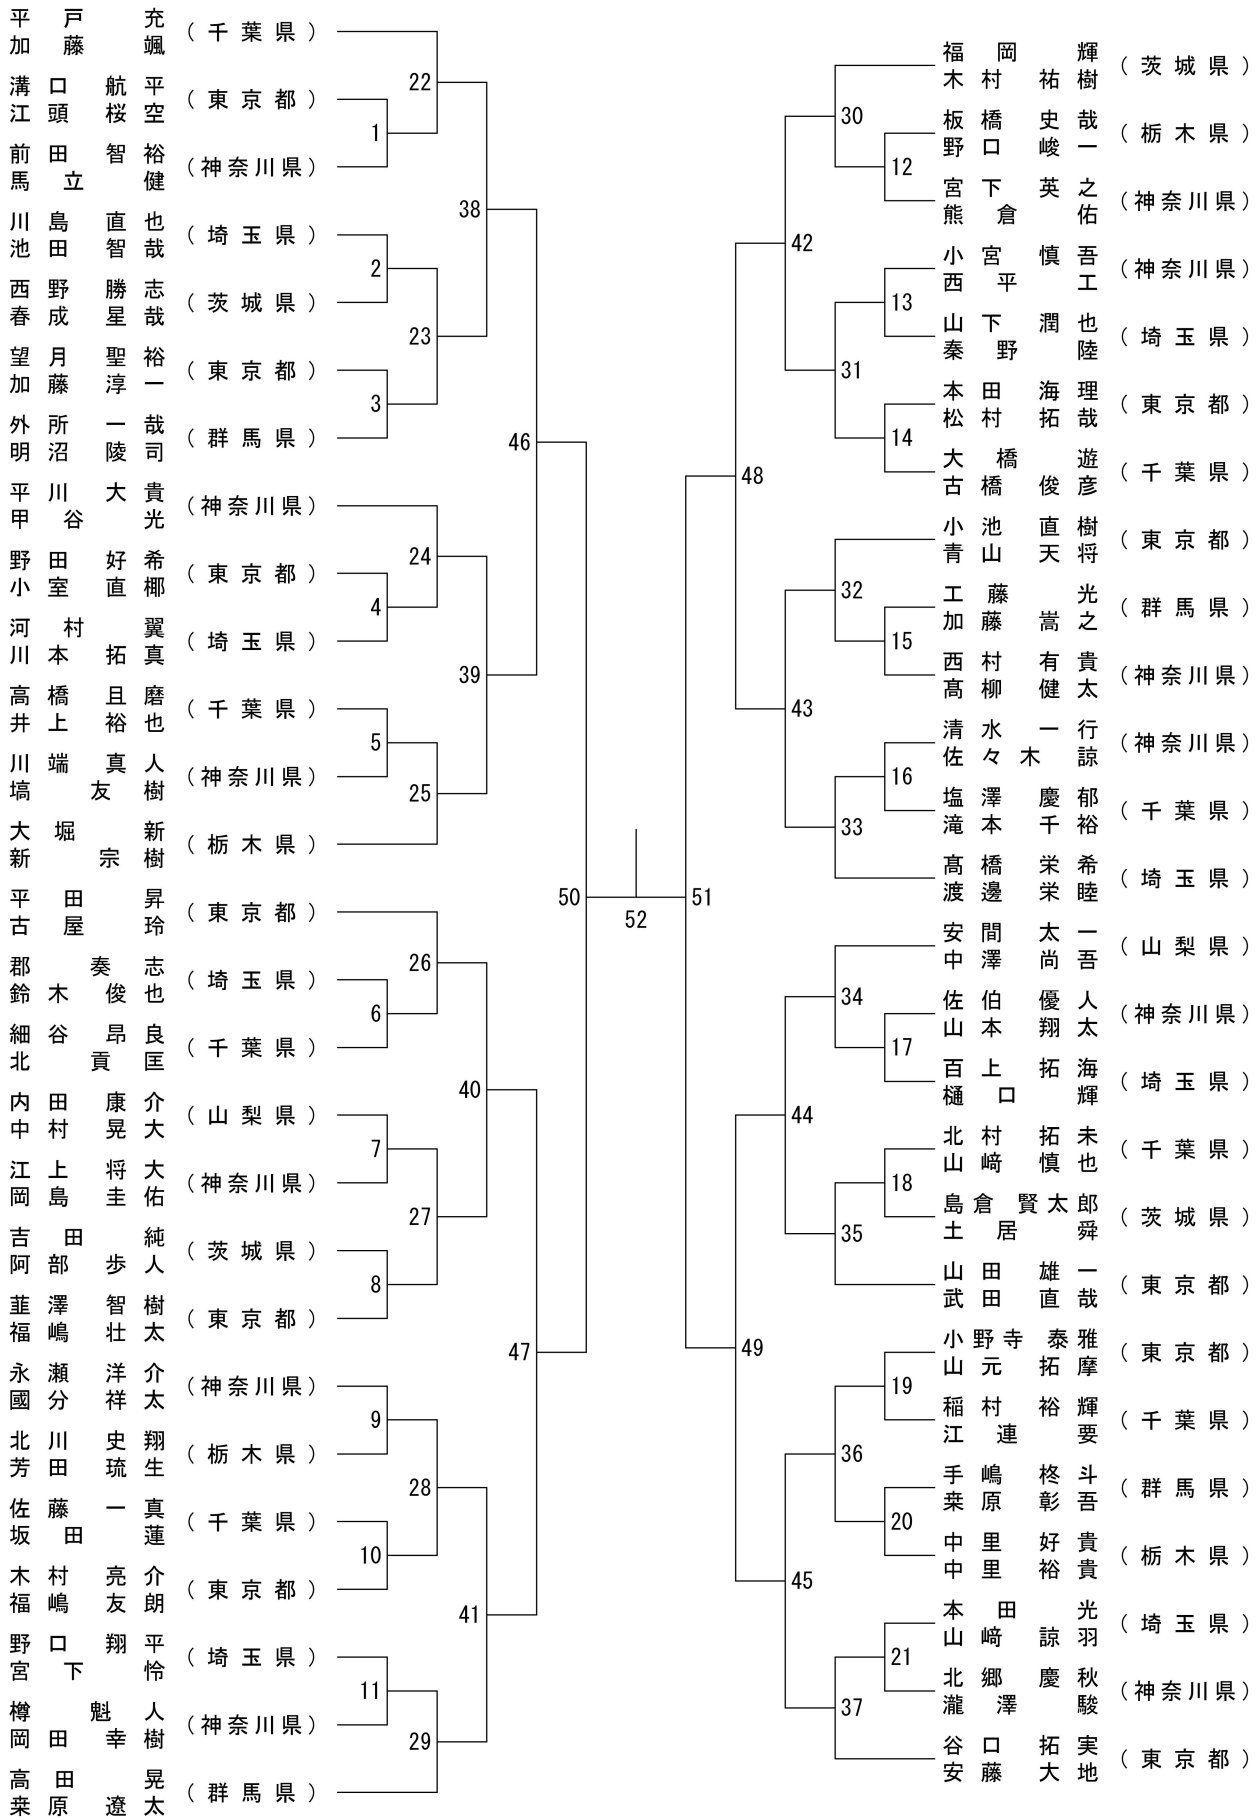 平戸 充
加藤 颯
（千葉県）
溝口 航平
江頭 桜空
（東京都）
前田 智裕
馬立 健
（神奈川県）
川島 直也
池田 智哉
（埼玉県）
西野 勝志
春成 星哉
（茨城県）
望月 聖裕
加藤 淳一
（東京都）
外所 一哉
明沼 陵司
（群馬県）
平川 大貴
甲谷 光
（神奈川県）
野田 好希
小室 直椰
（東京都）
河村 翼
川本 拓真
（埼玉県）
高橋 且磨
井上 裕也
（千葉県）
川端 真人
塙 友樹
（神奈川県）
大堀 新
新 宗樹
（栃木県）
平田 昇
古屋 玲
（東京都）
郡 奏志
鈴木 俊也
（埼玉県）
細谷 昂良
北 貢匡
（千葉県）
内田 康介
中村 晃大
（山梨県）
江上 将大
岡島 圭佑
（神奈川県）
吉田 純
阿部 歩人
（茨城県）
韮澤 智樹
福嶋 壮太
（東京都）
永瀬 洋介
國分 祥太
（神奈川県）
北川 史翔
芳田 琉生
（栃木県）
佐藤 一真
坂田 蓮
（千葉県）
木村 亮介
福嶋 友朗
（東京都）
野口 翔平
宮下 怜
（埼玉県）
樽 魁人
岡田 幸樹
（神奈川県）
高田 晃
桒原 遼太
（群馬県）
1
2
3
4
5
6
7
8
9
10
11
22
23
24
25
26
27
28
29
38
39
40
41
46
47
50
52
51
48
49
42
43
44
45
30
31
32
33
34
35
36
37
12
13
14
15
16
17
18
19
20
21
福岡 輝
木村 祐樹
（茨城県）
板橋 史哉
野口 峻一
（栃木県）
宮下 英之
熊倉 佑
（神奈川県）
小宮 慎吾
西平 工
（神奈川県）
山下 潤也
秦野 陸
（埼玉県）
本田 海理
松村 拓哉
（東京都）
大橋 遊
古橋 俊彦
（千葉県）
小池 直樹
青山 天将
（東京都）
工藤 光
加藤 嵩之
（群馬県）
西村 有貴
髙柳 健太
（神奈川県）
清水 一行
佐々木 諒
（神奈川県）
塩澤 慶郁
滝本 千裕
（千葉県）
髙橋 栄希
渡邊 栄睦
（埼玉県）
安間 太一
中澤 尚吾
（山梨県）
佐伯 優人
山本 翔太
（神奈川県）
百上 拓海
樋口 輝
（埼玉県）
北村 拓未
山﨑 慎也
（千葉県）
島倉 賢太郎
土居 舜
（茨城県）
山田 雄一
武田 直哉
（東京都）
小野寺 泰雅
山元 拓摩
（東京都）
稲村 裕輝
江連 要
（千葉県）
手嶋 柊斗
桒原 彰吾
（群馬県）
中里 好貴
中里 裕貴
（栃木県）
本田 光
山﨑 諒羽
（埼玉県）
北郷 慶秋
瀧澤 駿
（神奈川県）
谷口 拓実
安藤 大地
（東京都）